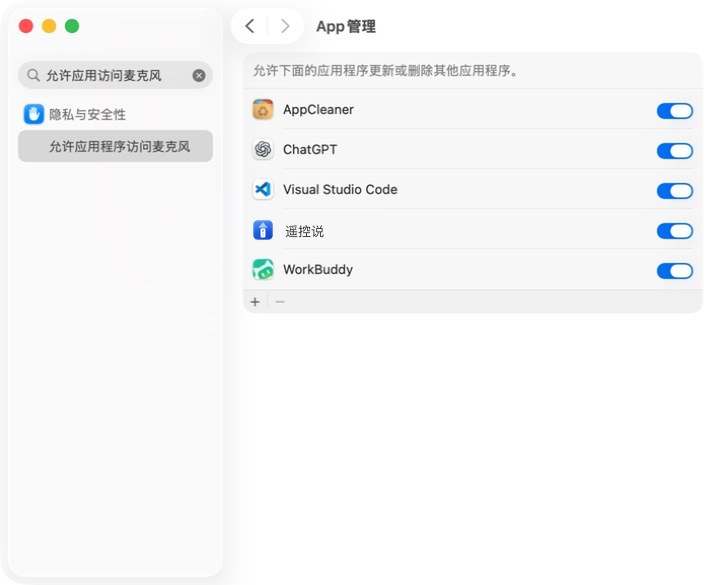 允许应用访问麦克风
隐私与安全性
允许应用程序访问麦克风
App管理
允许下面的应用程序更新或删除其他应用程序。
AppCleaner
ChatGPT
Visual Studio Code
遥控说
WorkBuddy